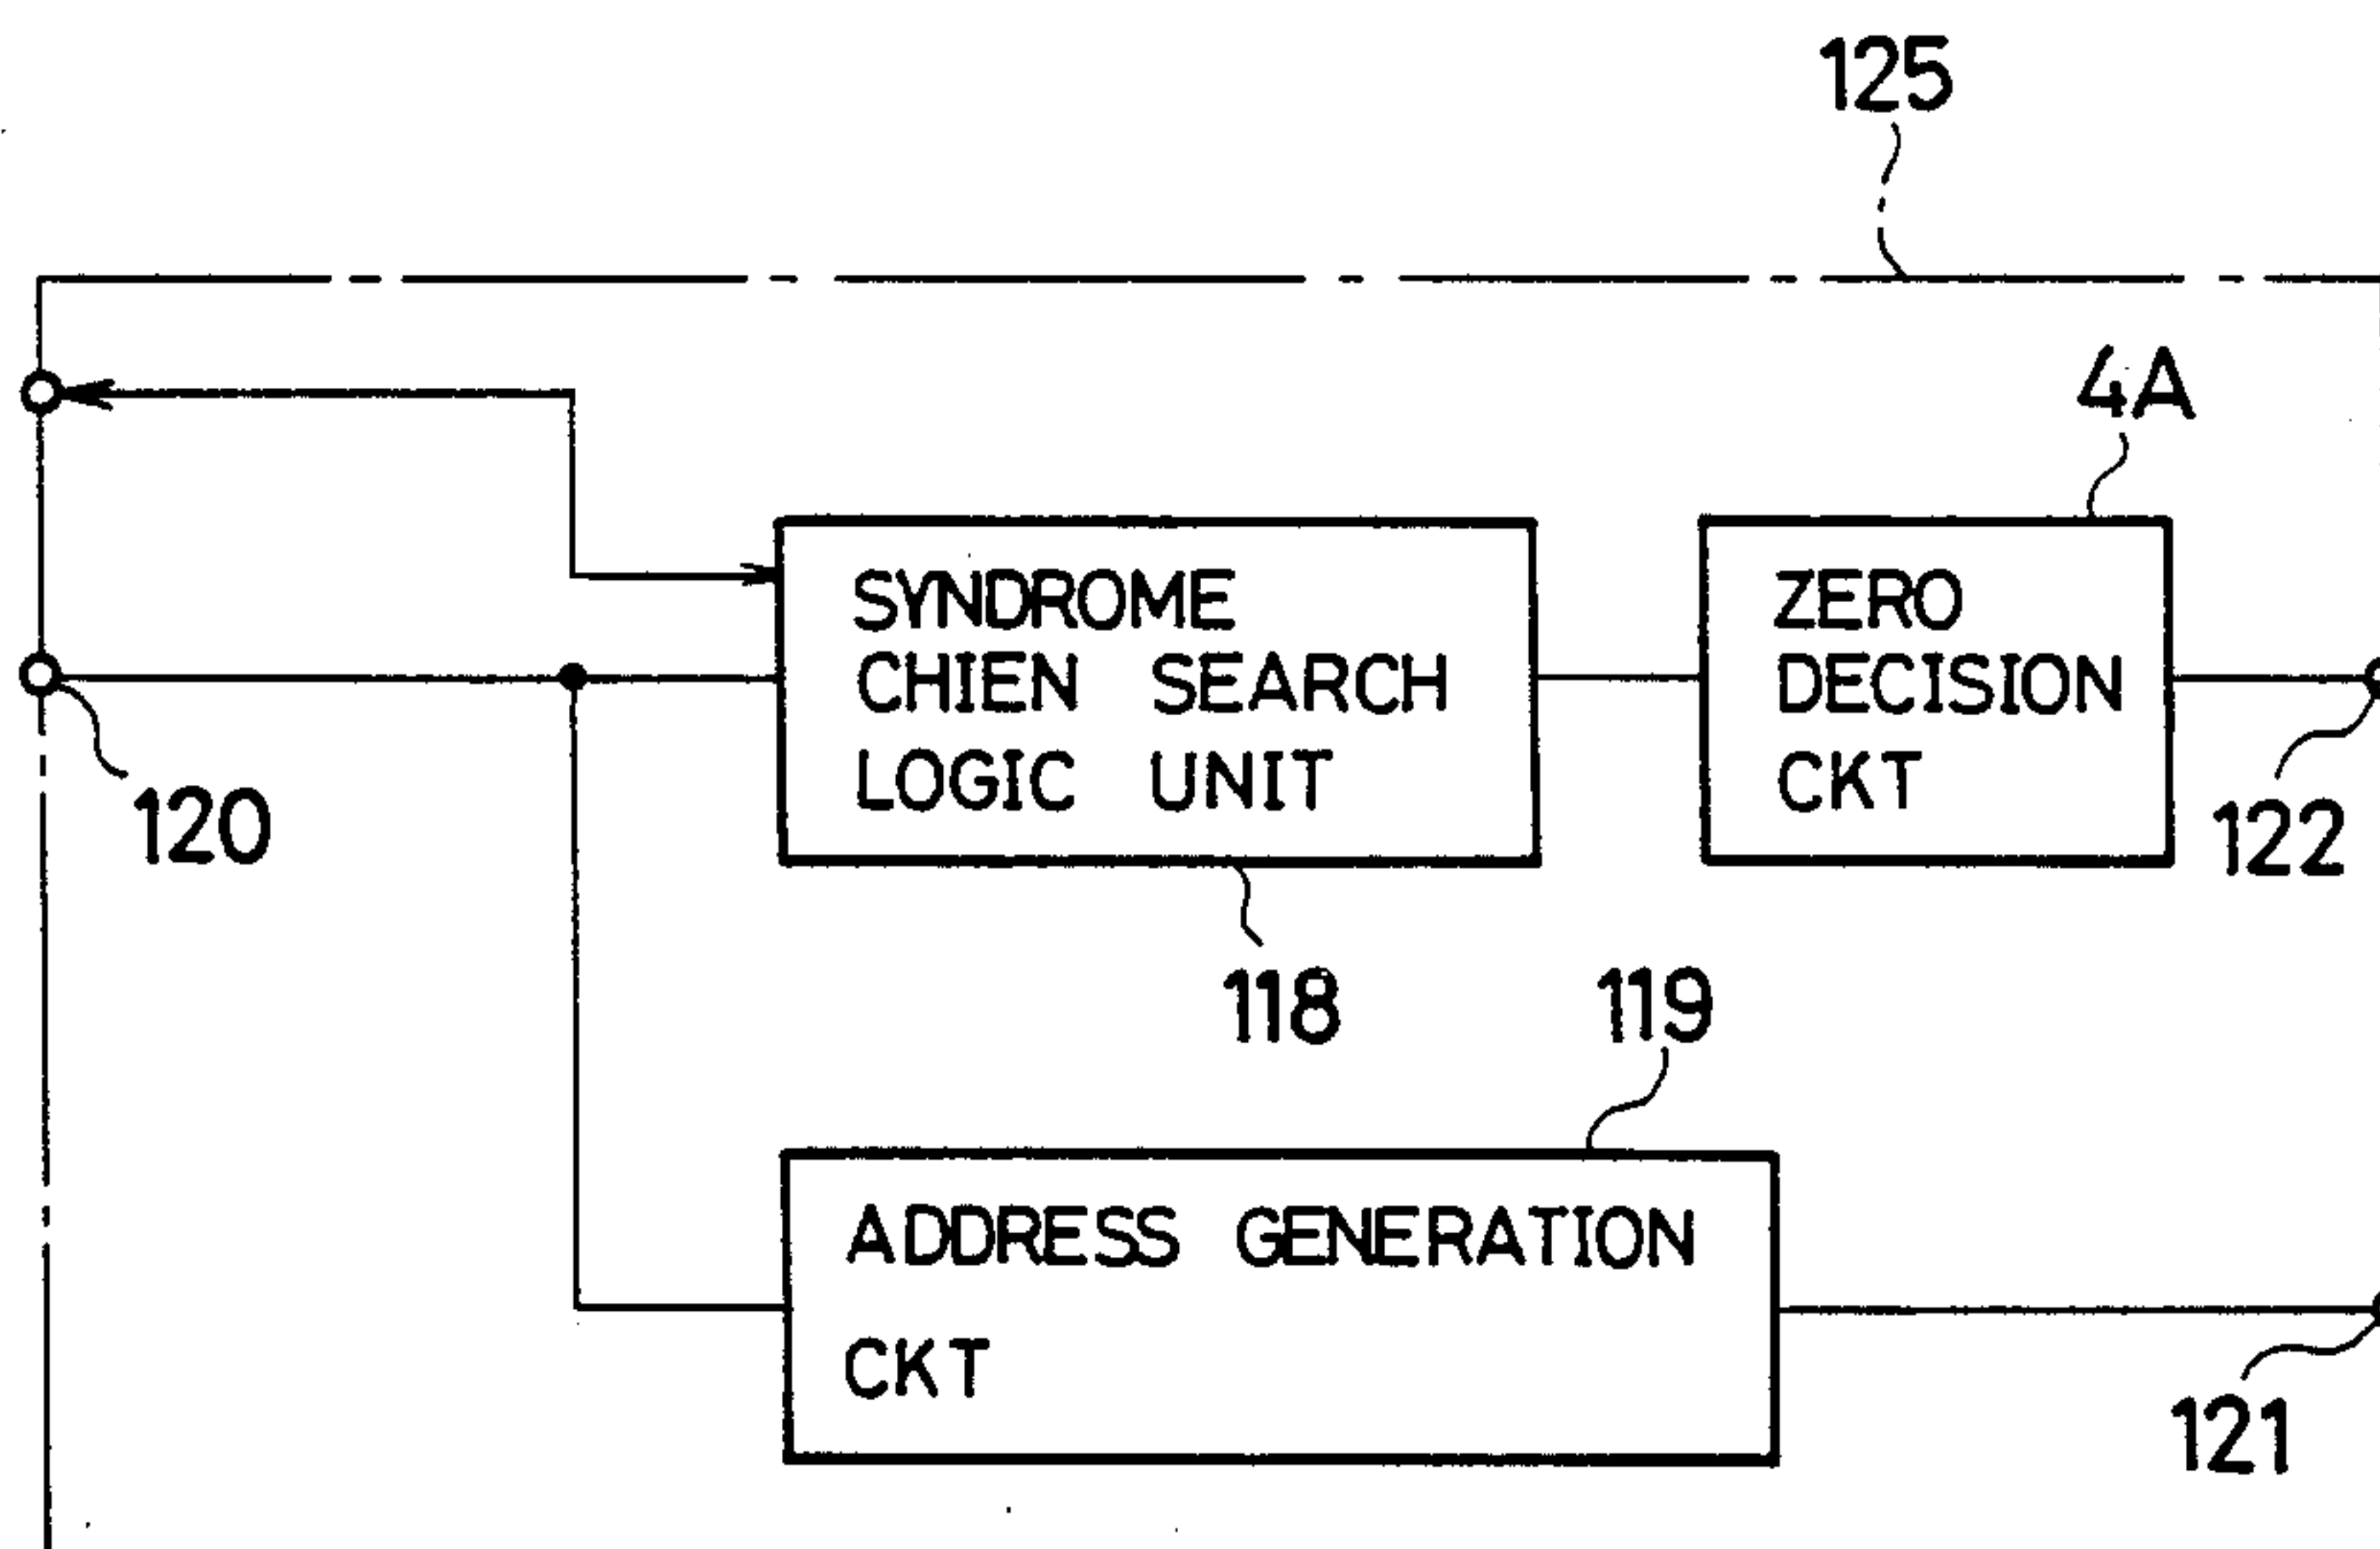 125
4A
SYNDROME
CHIEN SEARCH
LOGIC UNIT
ZERO
DECISION
CKT
120
122
118
119
ADDRESS GENERATION
CKT
121